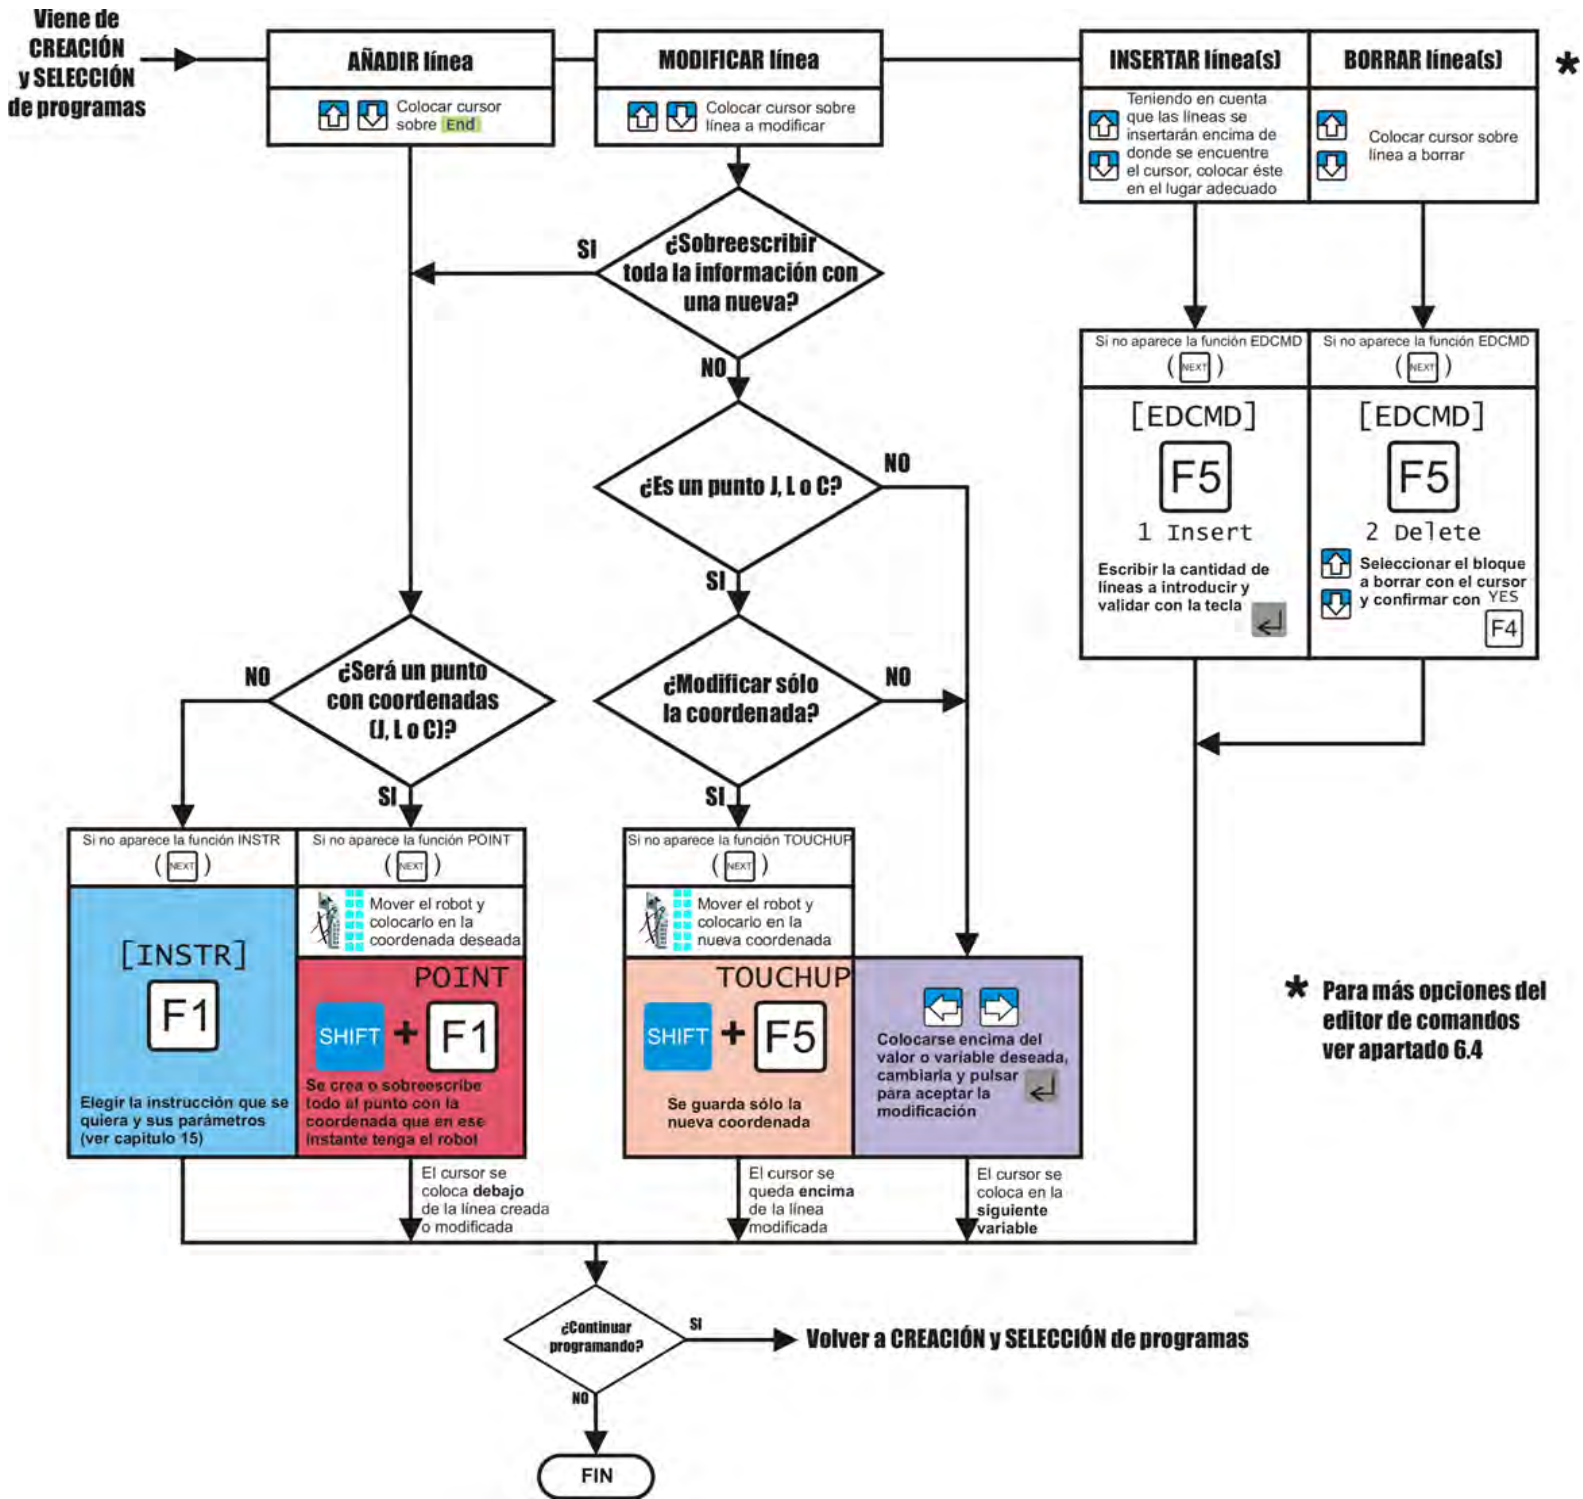 Viene de
CREACIÓN
y SELECCIÓN
de programas
AÑADIR línea
Colocar cursor
sobre End
MODIFICAR línea
Colocar cursor sobre
línea a modificar
INSERTAR línea(s)
Teniendo en cuenta
que las líneas se
insertarán encima de
donde se encuentre
el cursor, colocar éste
en el lugar adecuado
BORRAR línea(s)
Colocar cursor sobre
línea a borrar
*
¿Sobreescribir
toda la información con
una nueva?
SI
NO
¿Es un punto J, L o C?
NO
SI
¿Modificar sólo
la coordenada?
NO
SI
¿Será un punto
con coordenadas
(J, L o C)?
NO
SI
Si no aparece la función EDCMD
(NEXT)
[EDCMD]
F5
1 Insert
Escribir la cantidad de
líneas a introducir y
validar con la tecla
Si no aparece la función EDCMD
(NEXT)
[EDCMD]
F5
2 Delete
Seleccionar el bloque
a borrar con el cursor
y confirmar con YES
F4
Si no aparece la función INSTR
(NEXT)
[INSTR]
F1
Elegir la instrucción que se
quiera y sus parámetros
(ver capitulo 15)
Si no aparece la función POINT
(NEXT)
Mover el robot y
colocarlo en la
coordenada deseada
POINT
SHIFT + F1
Se crea o sobreescribe
todo al punto con la
coordenada que en ese
instante tenga el robot
Si no aparece la función TOUCHUP
(NEXT)
Mover el robot y
colocarlo en la
nueva coordenada
TOUCHUP
SHIFT + F5
Se guarda sólo la
nueva coordenada
Colocarse encima del
valor o variable deseada,
cambiarla y pulsar
para aceptar la
modificación
* Para más opciones del
editor de comandos
ver apartado 6.4
El cursor se
coloca debajo
de la línea creada
o modificada
El cursor se
queda encima
de la línea
modificada
El cursor se
coloca en la
siguiente
variable
¿Continuar
programando?
SI
Volver a CREACIÓN y SELECCIÓN de programas
NO
FIN